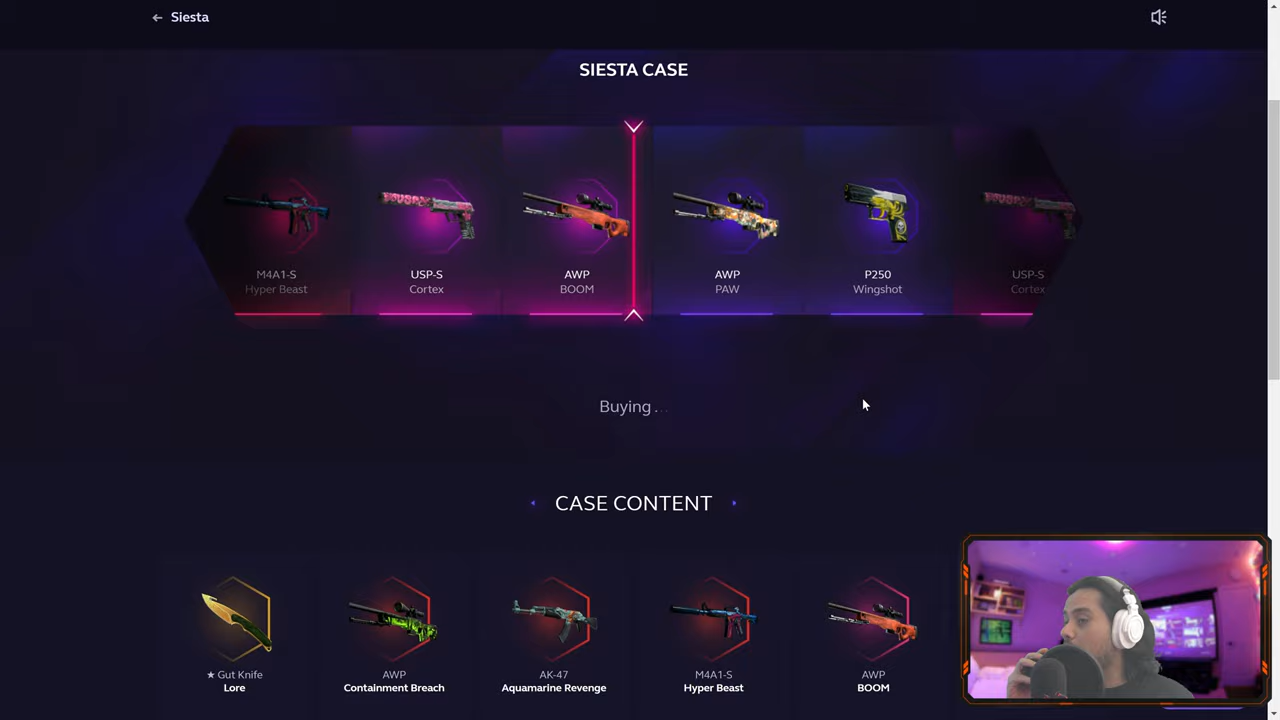 Siesta
SIESTA CASE
M4A1-S
Hyper Beast
USP-S
Cortex
AWP
BOOM
AWP
PAW
P250
Wingshot
USP-S
Cortex
Buying ...
CASE CONTENT
★ Gut Knife
Lore
AWP
Containment Breach
AK-47
Aquamarine Revenge
M4A1-S
Hyper Beast
AWP
BOOM